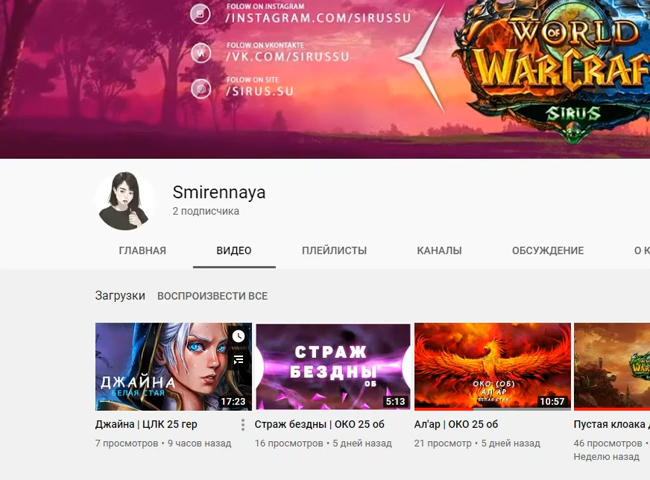 FOLOW ON INSTAGRAM
/INSTAGRAM.COM/SIRUSSU
FOLOW ON VKONTAKTE
/VK.COM/SIRUSSU
FOLOW ON SITE
/SIRUS.SU
WORLD
OF
WARCRAF
SIRUS
Smirennaya
2 подписчика
ГЛАВНАЯ ВИДЕО ПЛЕЙЛИСТЫ КАНАЛЫ ОБСУЖДЕНИЕ О К
Загрузки ВОСПРОИЗВЕСТИ ВСЕ
ДЖАЙНА
БЕЛАЯ СТАЯ
17:23
СТРАЖ
БЕЗДНЫ
ОБ
5:13
ОКО (ОБ)
АЛ'АР
БЕЛАЯ СТАЯ
10:57
Джайна | ЦЛК 25 гер
7 просмотров • 9 часов назад
Страж бездны | ОКО 25 об
16 просмотров • 5 дней назад
Ал'ар | ОКО 25 об
21 просмотр • 5 дней назад
Пустая клоака
46 просмотров •
Неделю назад